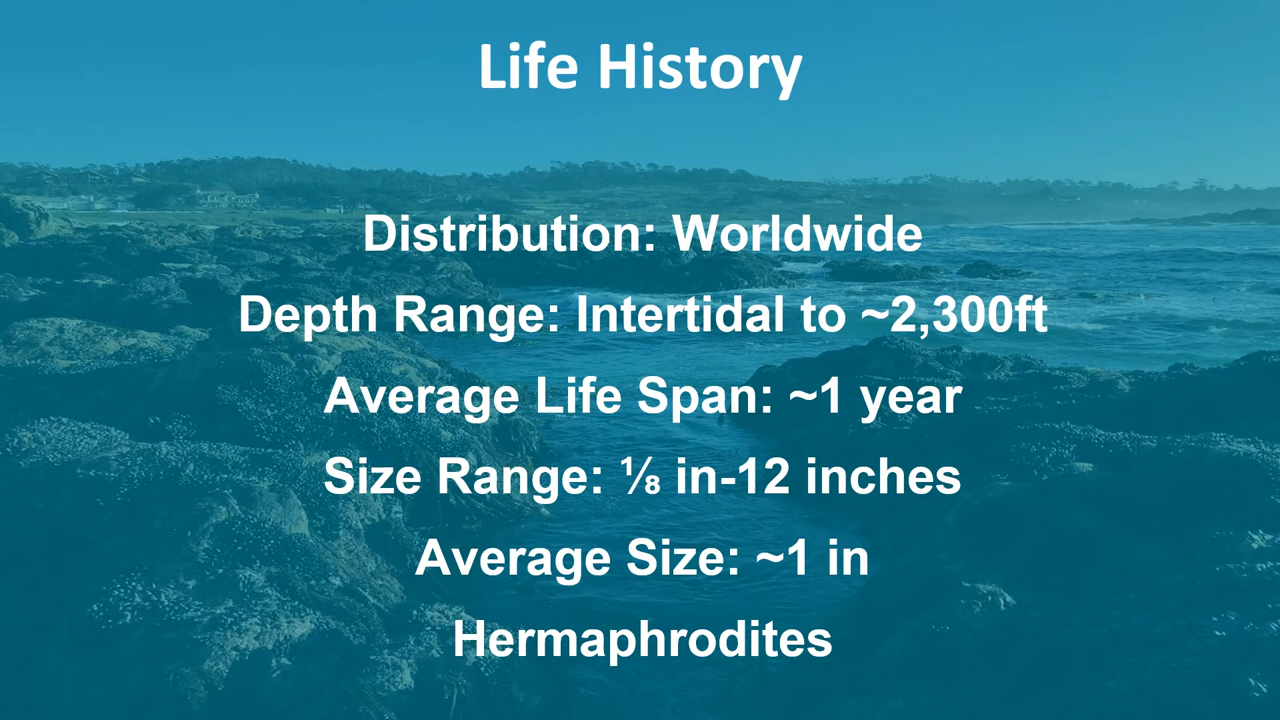 Life History
Distribution: Worldwide
Depth Range: Intertidal to ~2,300ft
Average Life Span: ~1 year
Size Range: ⅛ in-12 inches
Average Size: ~1 in
Hermaphrodites